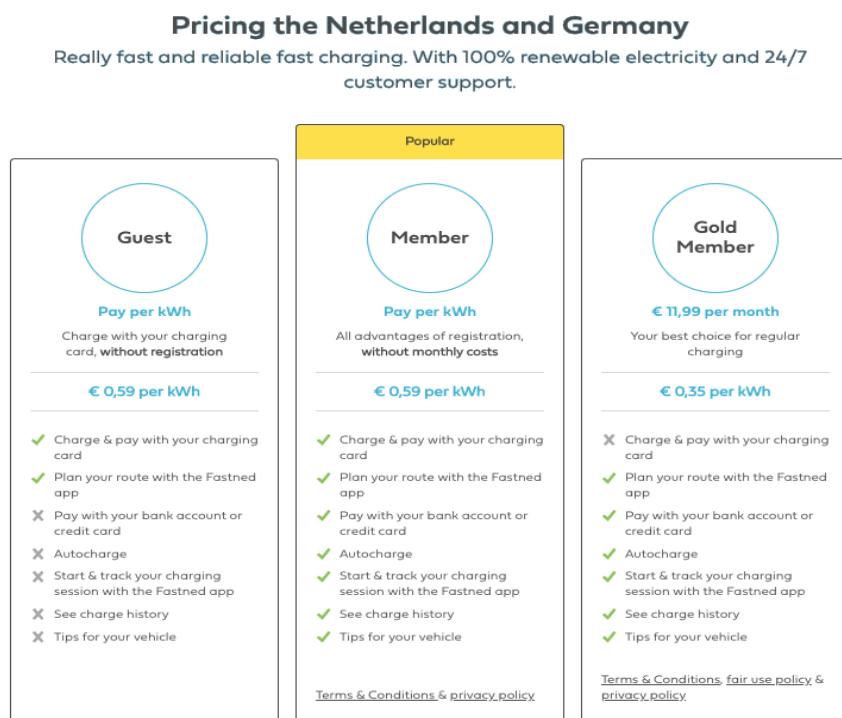 Pricing the Netherlands and Germany
Really fast and reliable fast charging. With 100% renewable electricity and 24/7
customer support.
Guest
Pay per kWh
Charge with your charging
card, without registration
€ 0,59 per kWh
Charge & pay with your charging
card
Plan your route with the Fastned
app
Pay with your bank account or
credit card
Autocharge
Start & track your charging
session with the Fastned app
See charge history
Tips for your vehicle
Popular
Member
Pay per kWh
All advantages of registration,
without monthly costs
€ 0,59 per kWh
Charge & pay with your charging
card
Plan your route with the Fastned
app
Pay with your bank account or
credit card
Autocharge
Start & track your charging
session with the Fastned app
See charge history
Tips for your vehicle
Terms & Conditions & privacy policy
Gold
Member
€ 11,99 per month
Your best choice for regular
charging
€ 0,35 per kWh
Charge & pay with your charging
card
Plan your route with the Fastned
app
Pay with your bank account or
credit card
Autocharge
Start & track your charging
session with the Fastned app
See charge history
Tips for your vehicle
Terms & Conditions, fair use policy &
privacy policy